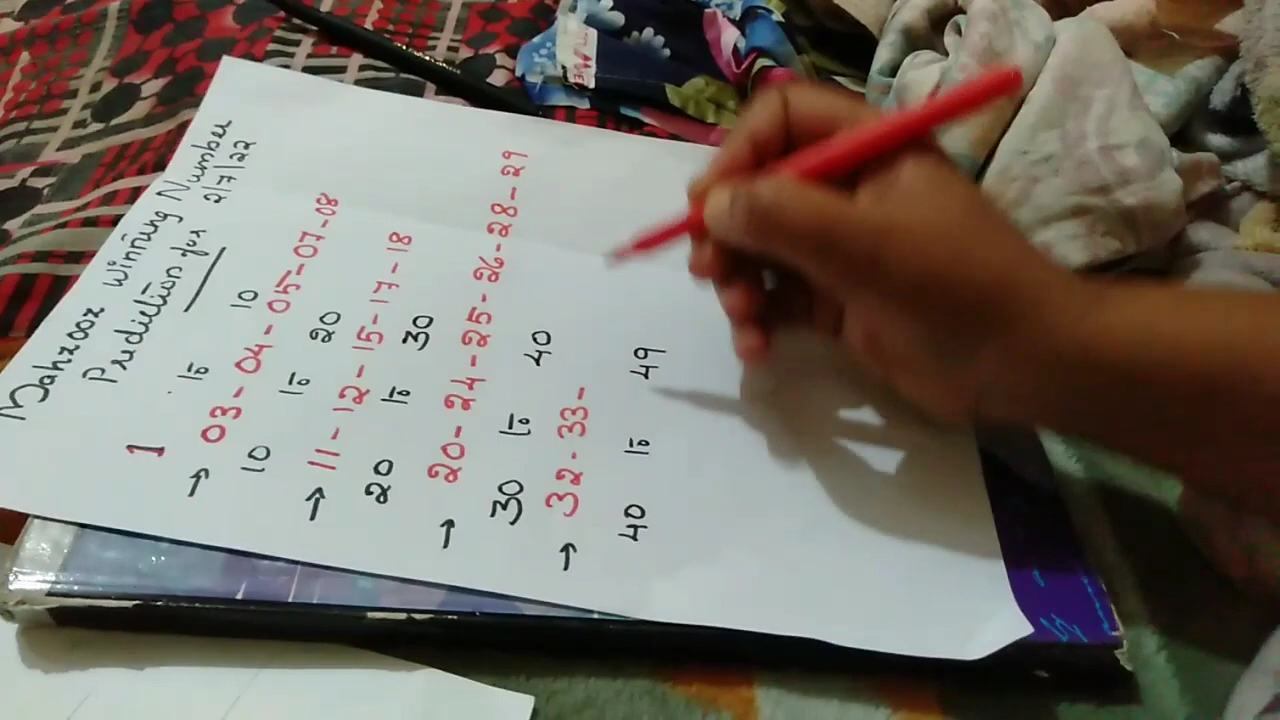 Mahzooz Winning Number
Prediction for 2/7/22
1 to 10
→ 03-04-05-07-08
10 to 20
→ 11-12-15-17-18
20 to 30
→ 20-24-25-26-28-29
30 to 40
→ 32-33-
40 to 49